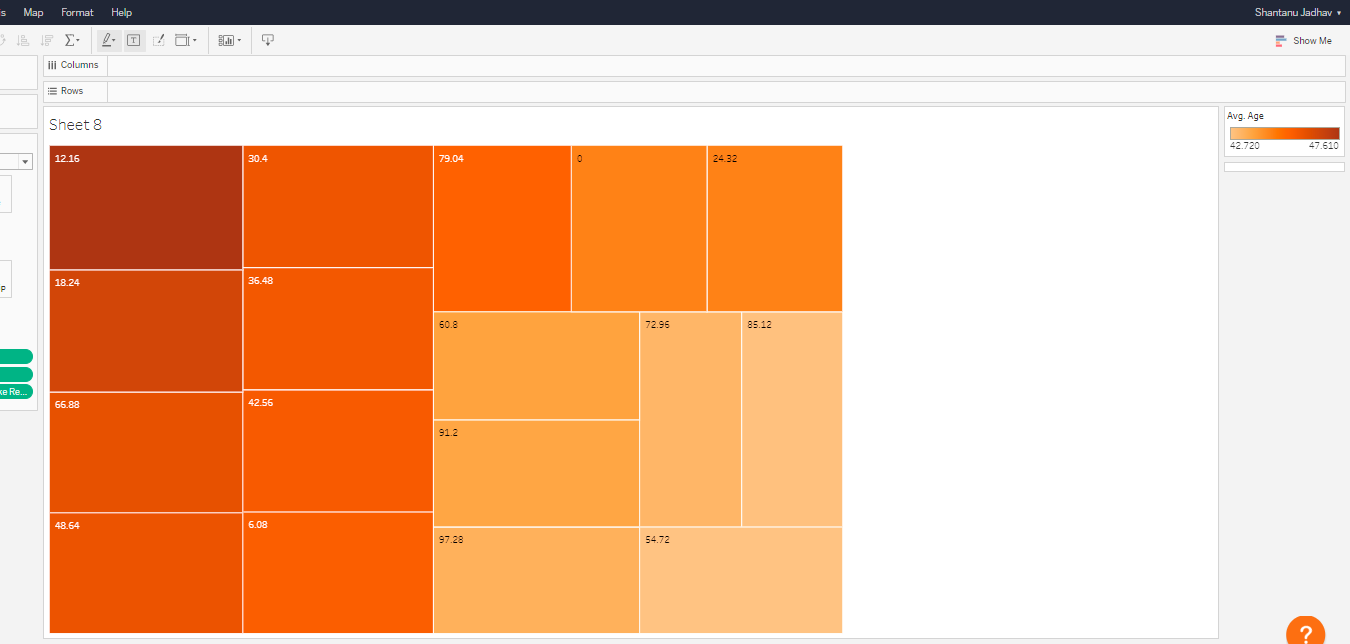 s Map Format Help Shantanu Jadhav
Show Me
Columns
Rows
Sheet 8
Avg. Age
42.720 47.610
12.16 30.4 79.04 0 24.32
18.24 36.48
60.8 72.96 85.12
66.88 42.56
91.2
48.64 6.08
97.28 54.72
P
ke Re...
?